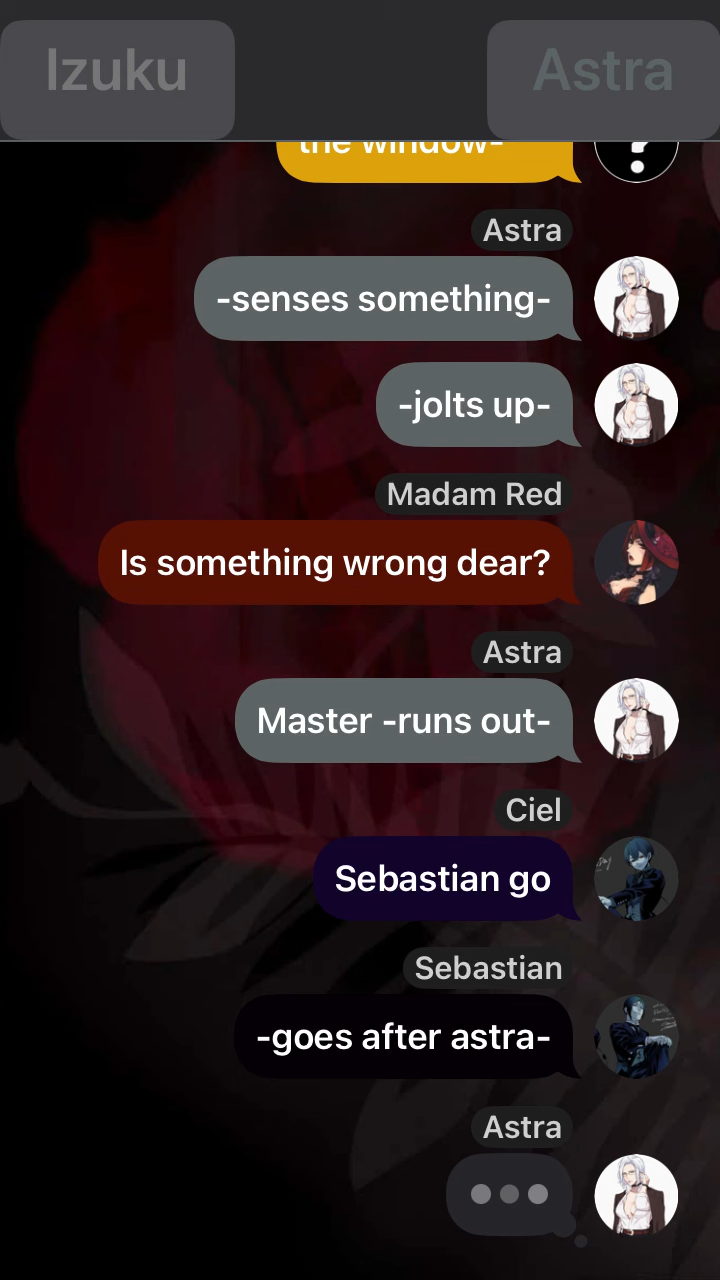 Izuku
Astra
the window-
?
Astra
-senses something-
-jolts up-
Madam Red
Is something wrong dear?
Astra
Master -runs out-
Ciel
Sebastian go
Sebastian
-goes after astra-
Astra